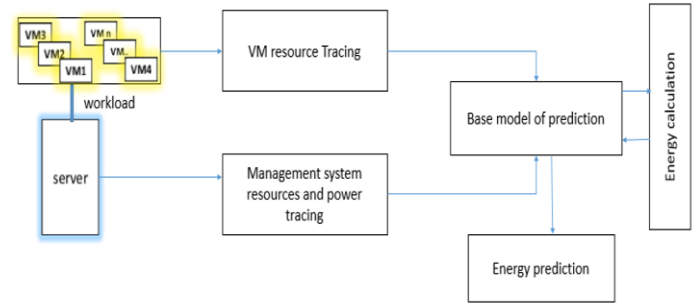 VM3
VM2
VM1
VM n
VM..
VM4
workload
server
VM resource Tracing
Management system
resources and power
tracing
Base model of prediction
Energy calculation
Energy prediction